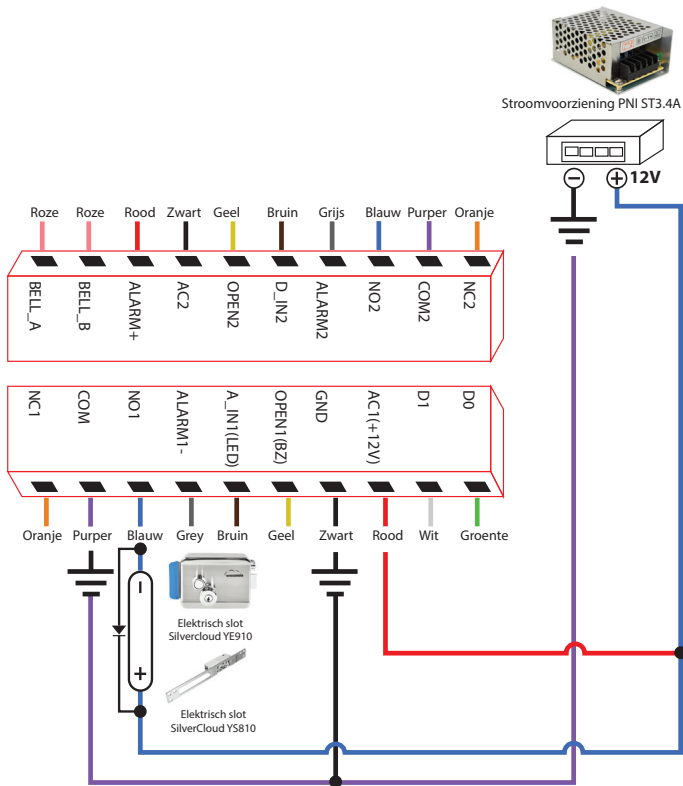 Stroomvoorziening PNI ST3.4A
12V
Roze Roze Rood Zwart Geel Bruin Grijs Blauw Purper Oranje
BELL_A
BELL_B
ALARM+
AC2
OPEN2
D_IN2
ALARM2
NO2
COM2
NC2
NC1
COM
NO1
ALARM1-
A_IN1(LED)
OPEN1(BZ)
GND
AC1(+12V)
D1
D0
Oranje Purper Blauw Grey Bruin Geel Zwart Rood Wit Groente
Elektrisch slot
Silvercloud YE910
Elektrisch slot
SilverCloud YS810